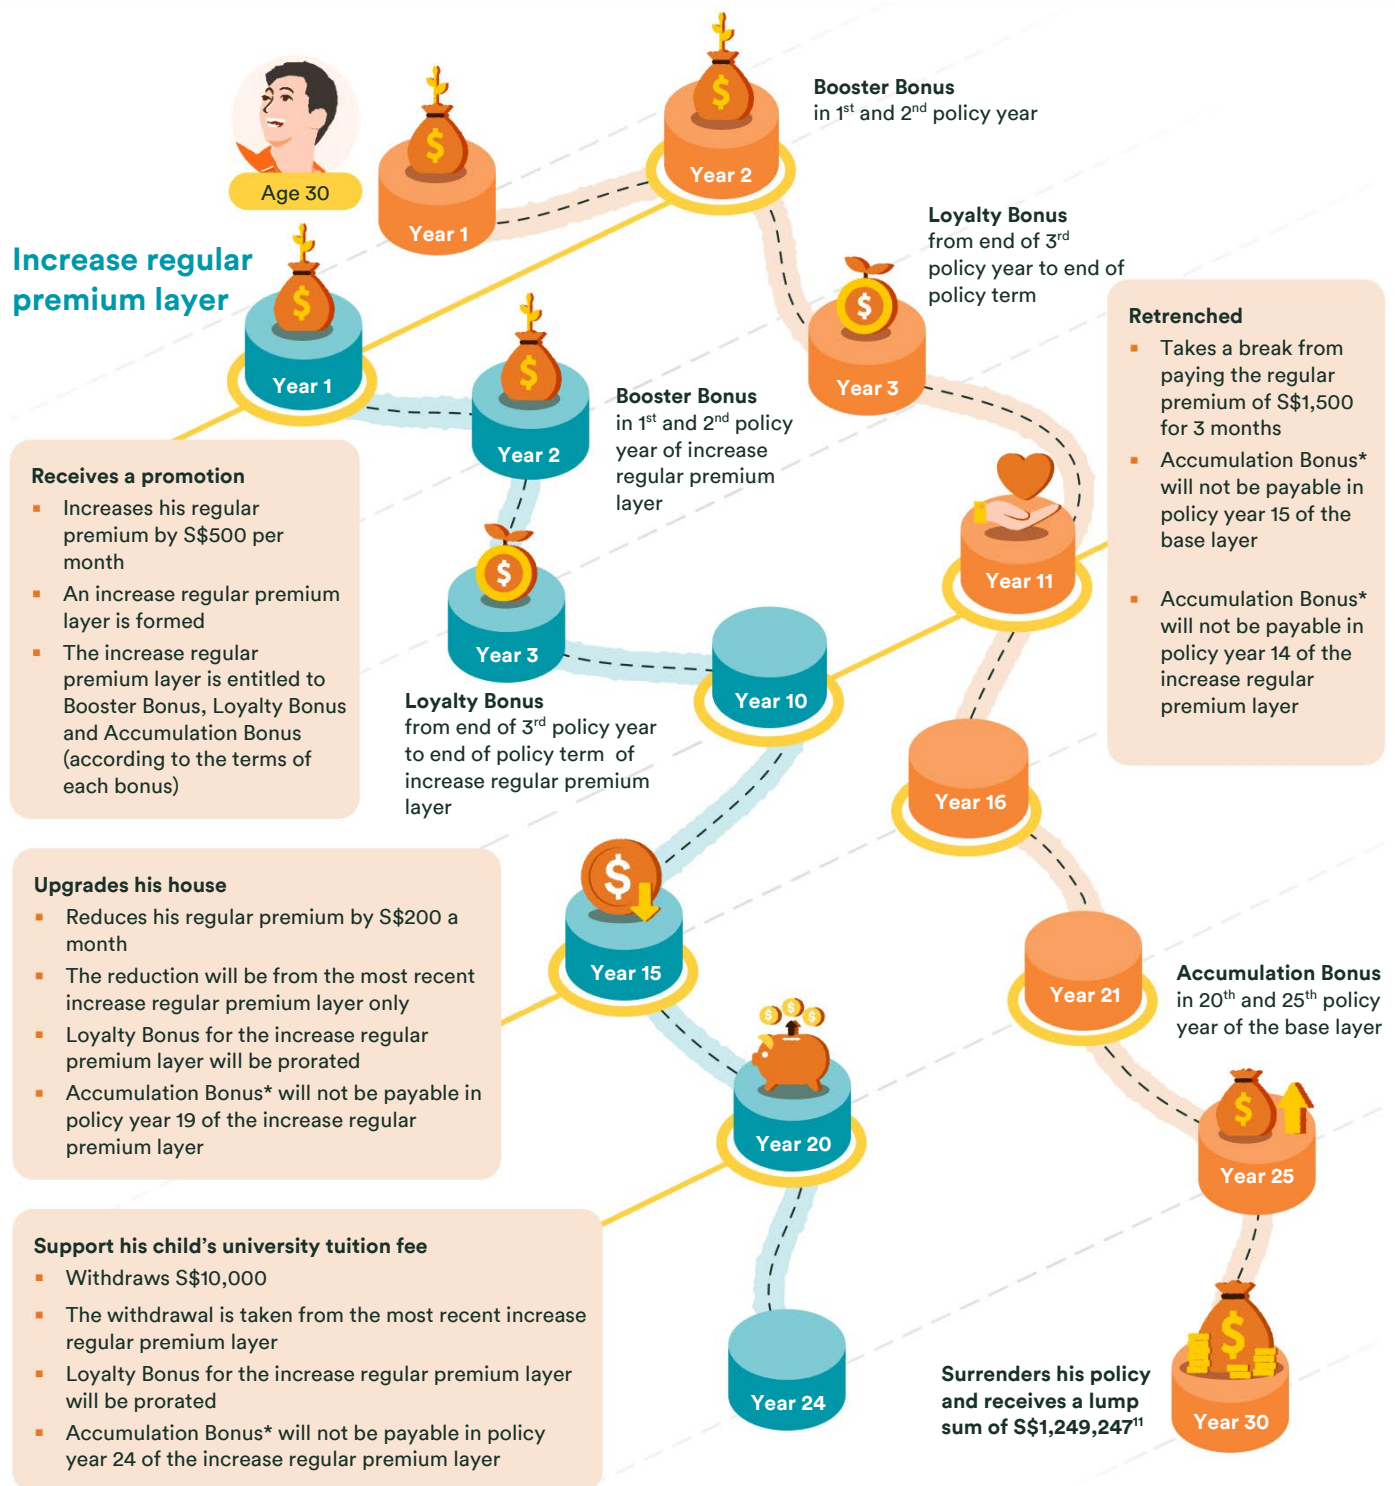 Age 30
Year 1
Year 2
Booster Bonus
in 1st and 2nd policy year
Loyalty Bonus
from end of 3rd
policy year to end of
policy term
Year 3
Increase regular
premium layer
Year 1
Year 2
Booster Bonus
in 1st and 2nd policy
year of increase
regular premium
layer
Retrenched
▪ Takes a break from
paying the regular
premium of S$1,500
for 3 months
▪ Accumulation Bonus*
will not be payable in
policy year 15 of the
base layer
▪ Accumulation Bonus*
will not be payable in
policy year 14 of the
increase regular
premium layer
Receives a promotion
▪ Increases his regular
premium by S$500 per
month
▪ An increase regular premium
layer is formed
▪ The increase regular
premium layer is entitled to
Booster Bonus, Loyalty Bonus
and Accumulation Bonus
(according to the terms of
each bonus)
Year 3
Loyalty Bonus
from end of 3rd policy year
to end of policy term of
increase regular premium
layer
Year 10
Year 11
Year 16
Upgrades his house
▪ Reduces his regular premium by S$200 a
month
▪ The reduction will be from the most recent
increase regular premium layer only
▪ Loyalty Bonus for the increase regular
premium layer will be prorated
▪ Accumulation Bonus* will not be payable in
policy year 19 of the increase regular
premium layer
Year 15
Year 21
Accumulation Bonus
in 20th and 25th policy
year of the base layer
Year 20
Year 25
Support his child's university tuition fee
▪ Withdraws S$10,000
▪ The withdrawal is taken from the most recent increase
regular premium layer
▪ Loyalty Bonus for the increase regular premium layer
will be prorated
▪ Accumulation Bonus* will not be payable in policy
year 24 of the increase regular premium layer
Year 24
Surrenders his policy
and receives a lump
sum of S$1,249,24711
Year 30